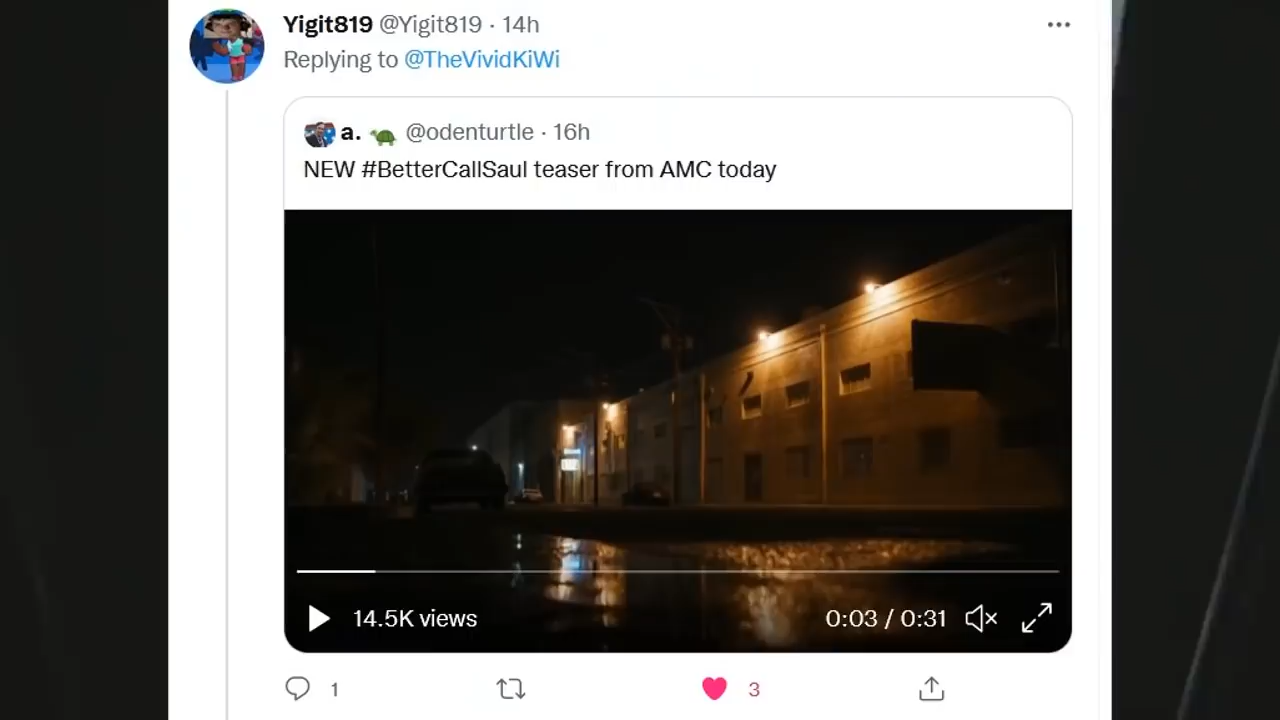 Yigit819 @Yigit819 · 14h
Replying to @TheVividKiWi
a. 🐢 @odenturtle · 16h
NEW #BetterCallSaul teaser from AMC today
14.5K views
0:03 / 0:31
1
3